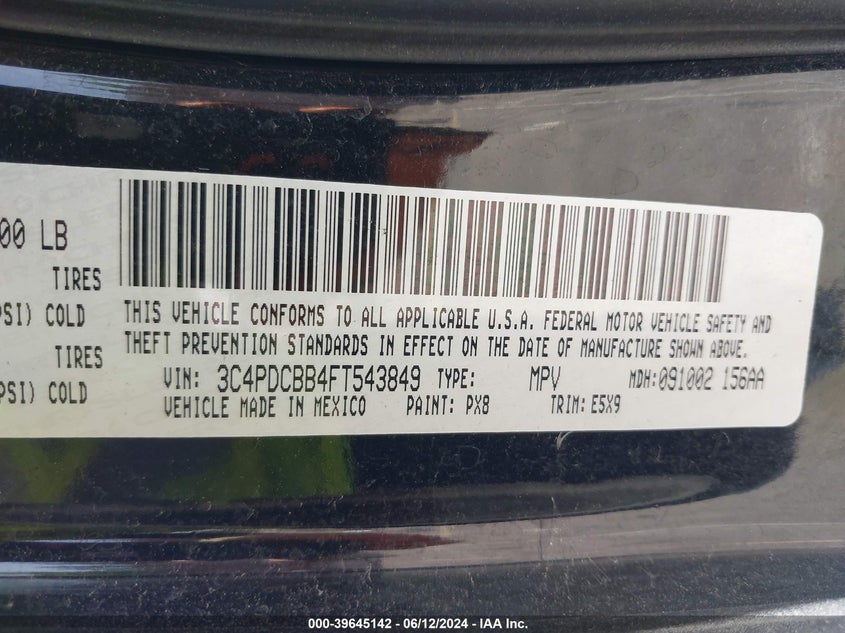 00 LB
TIRES
PSI) COLD
TIRES
PSI) COLD
THIS VEHICLE CONFORMS TO ALL APPLICABLE U.S.A. FEDERAL MOTOR VEHICLE SAFETY AND
THEFT PREVENTION STANDARDS IN EFFECT ON THE DATE OF MANUFACTURE SHOWN ABOVE.
VIN: 3C4PDCBB4FT543849 TYPE: MPV MDH:091002 156AA
VEHICLE MADE IN MEXICO PAINT: PX8 TRIM: E5X9
000-39645142 - 06/12/2024 - IAA Inc.